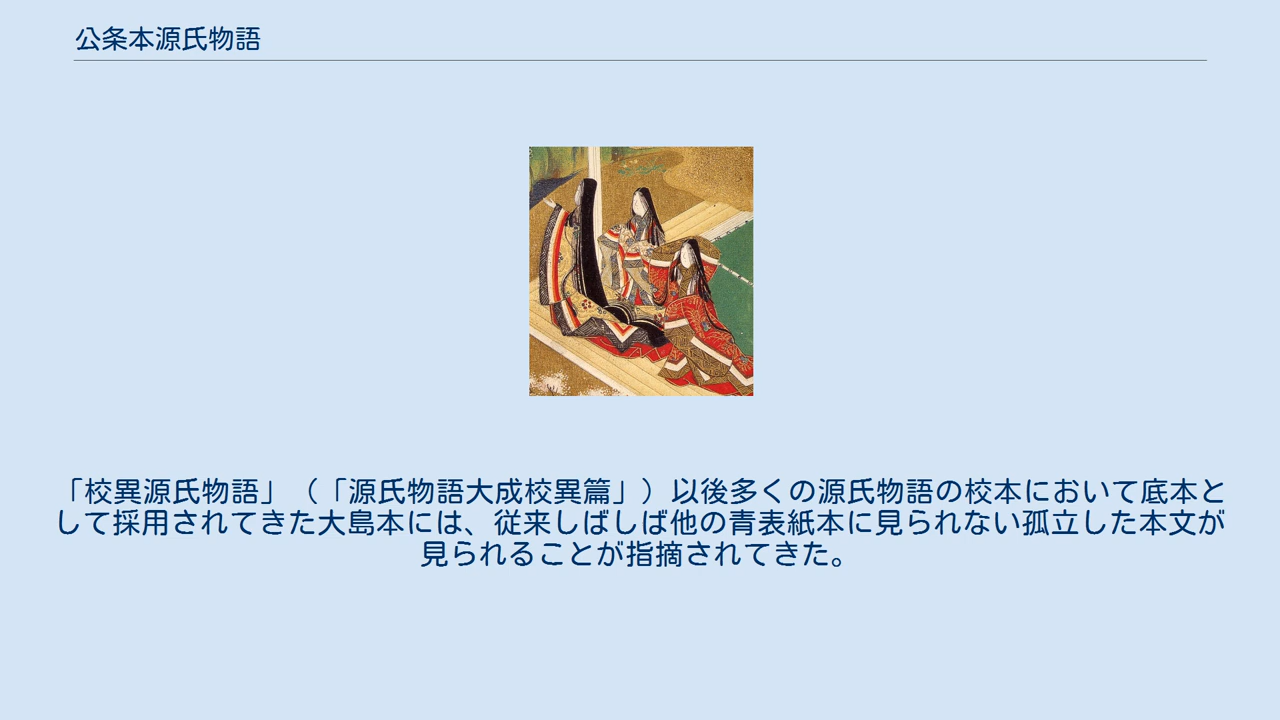 公条本源氏物語
「校異源氏物語」（「源氏物語大成校異篇」）以後多くの源氏物語の校本において底本と
して採用されてきた大島本には、従来しばしば他の青表紙本に見られない孤立した本文が
見られることが指摘されてきた。